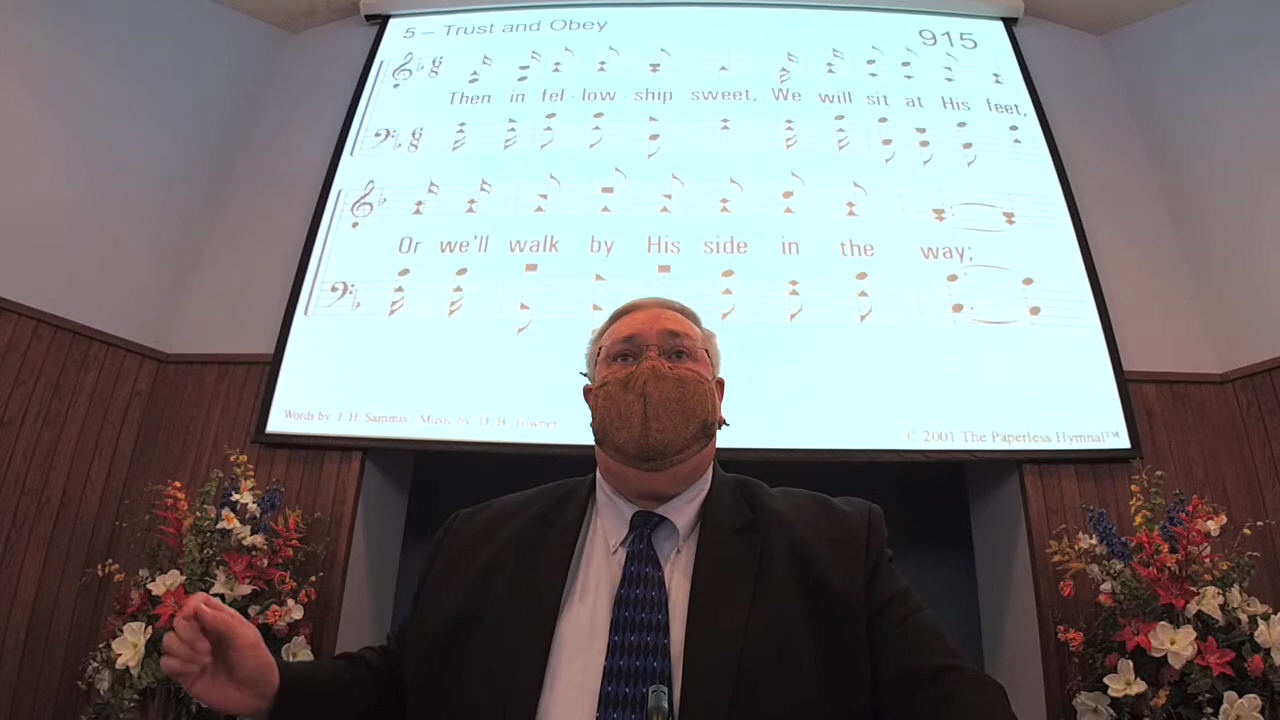 5 – Trust and Obey
915
Then in fel - low - ship sweet, We will sit at His feet,
Or we'll walk by His side in the way;
Words by: J. H. Sammis / Music by: D. B. Towner
© 2001 The Paperless Hymnal™